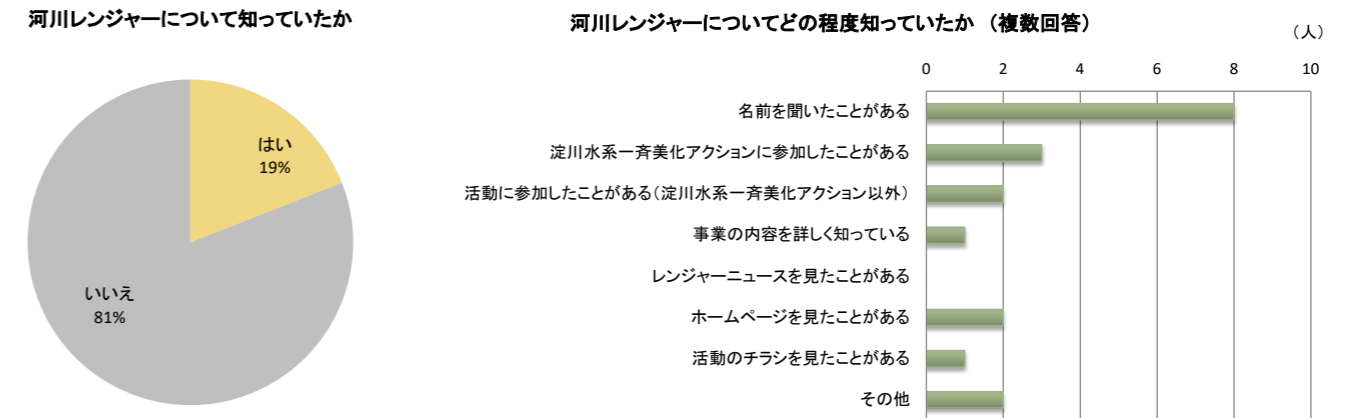 河川レンジャーについて知っていたか
はい
19%
いいえ
81%
河川レンジャーについてどの程度知っていたか （複数回答）
（人）
0 2 4 6 8 10
名前を聞いたことがある
淀川水系一斉美化アクションに参加したことがある
活動に参加したことがある（淀川水系一斉美化アクション以外）
事業の内容を詳しく知っている
レンジャーニュースを見たことがある
ホームページを見たことがある
活動のチラシを見たことがある
その他